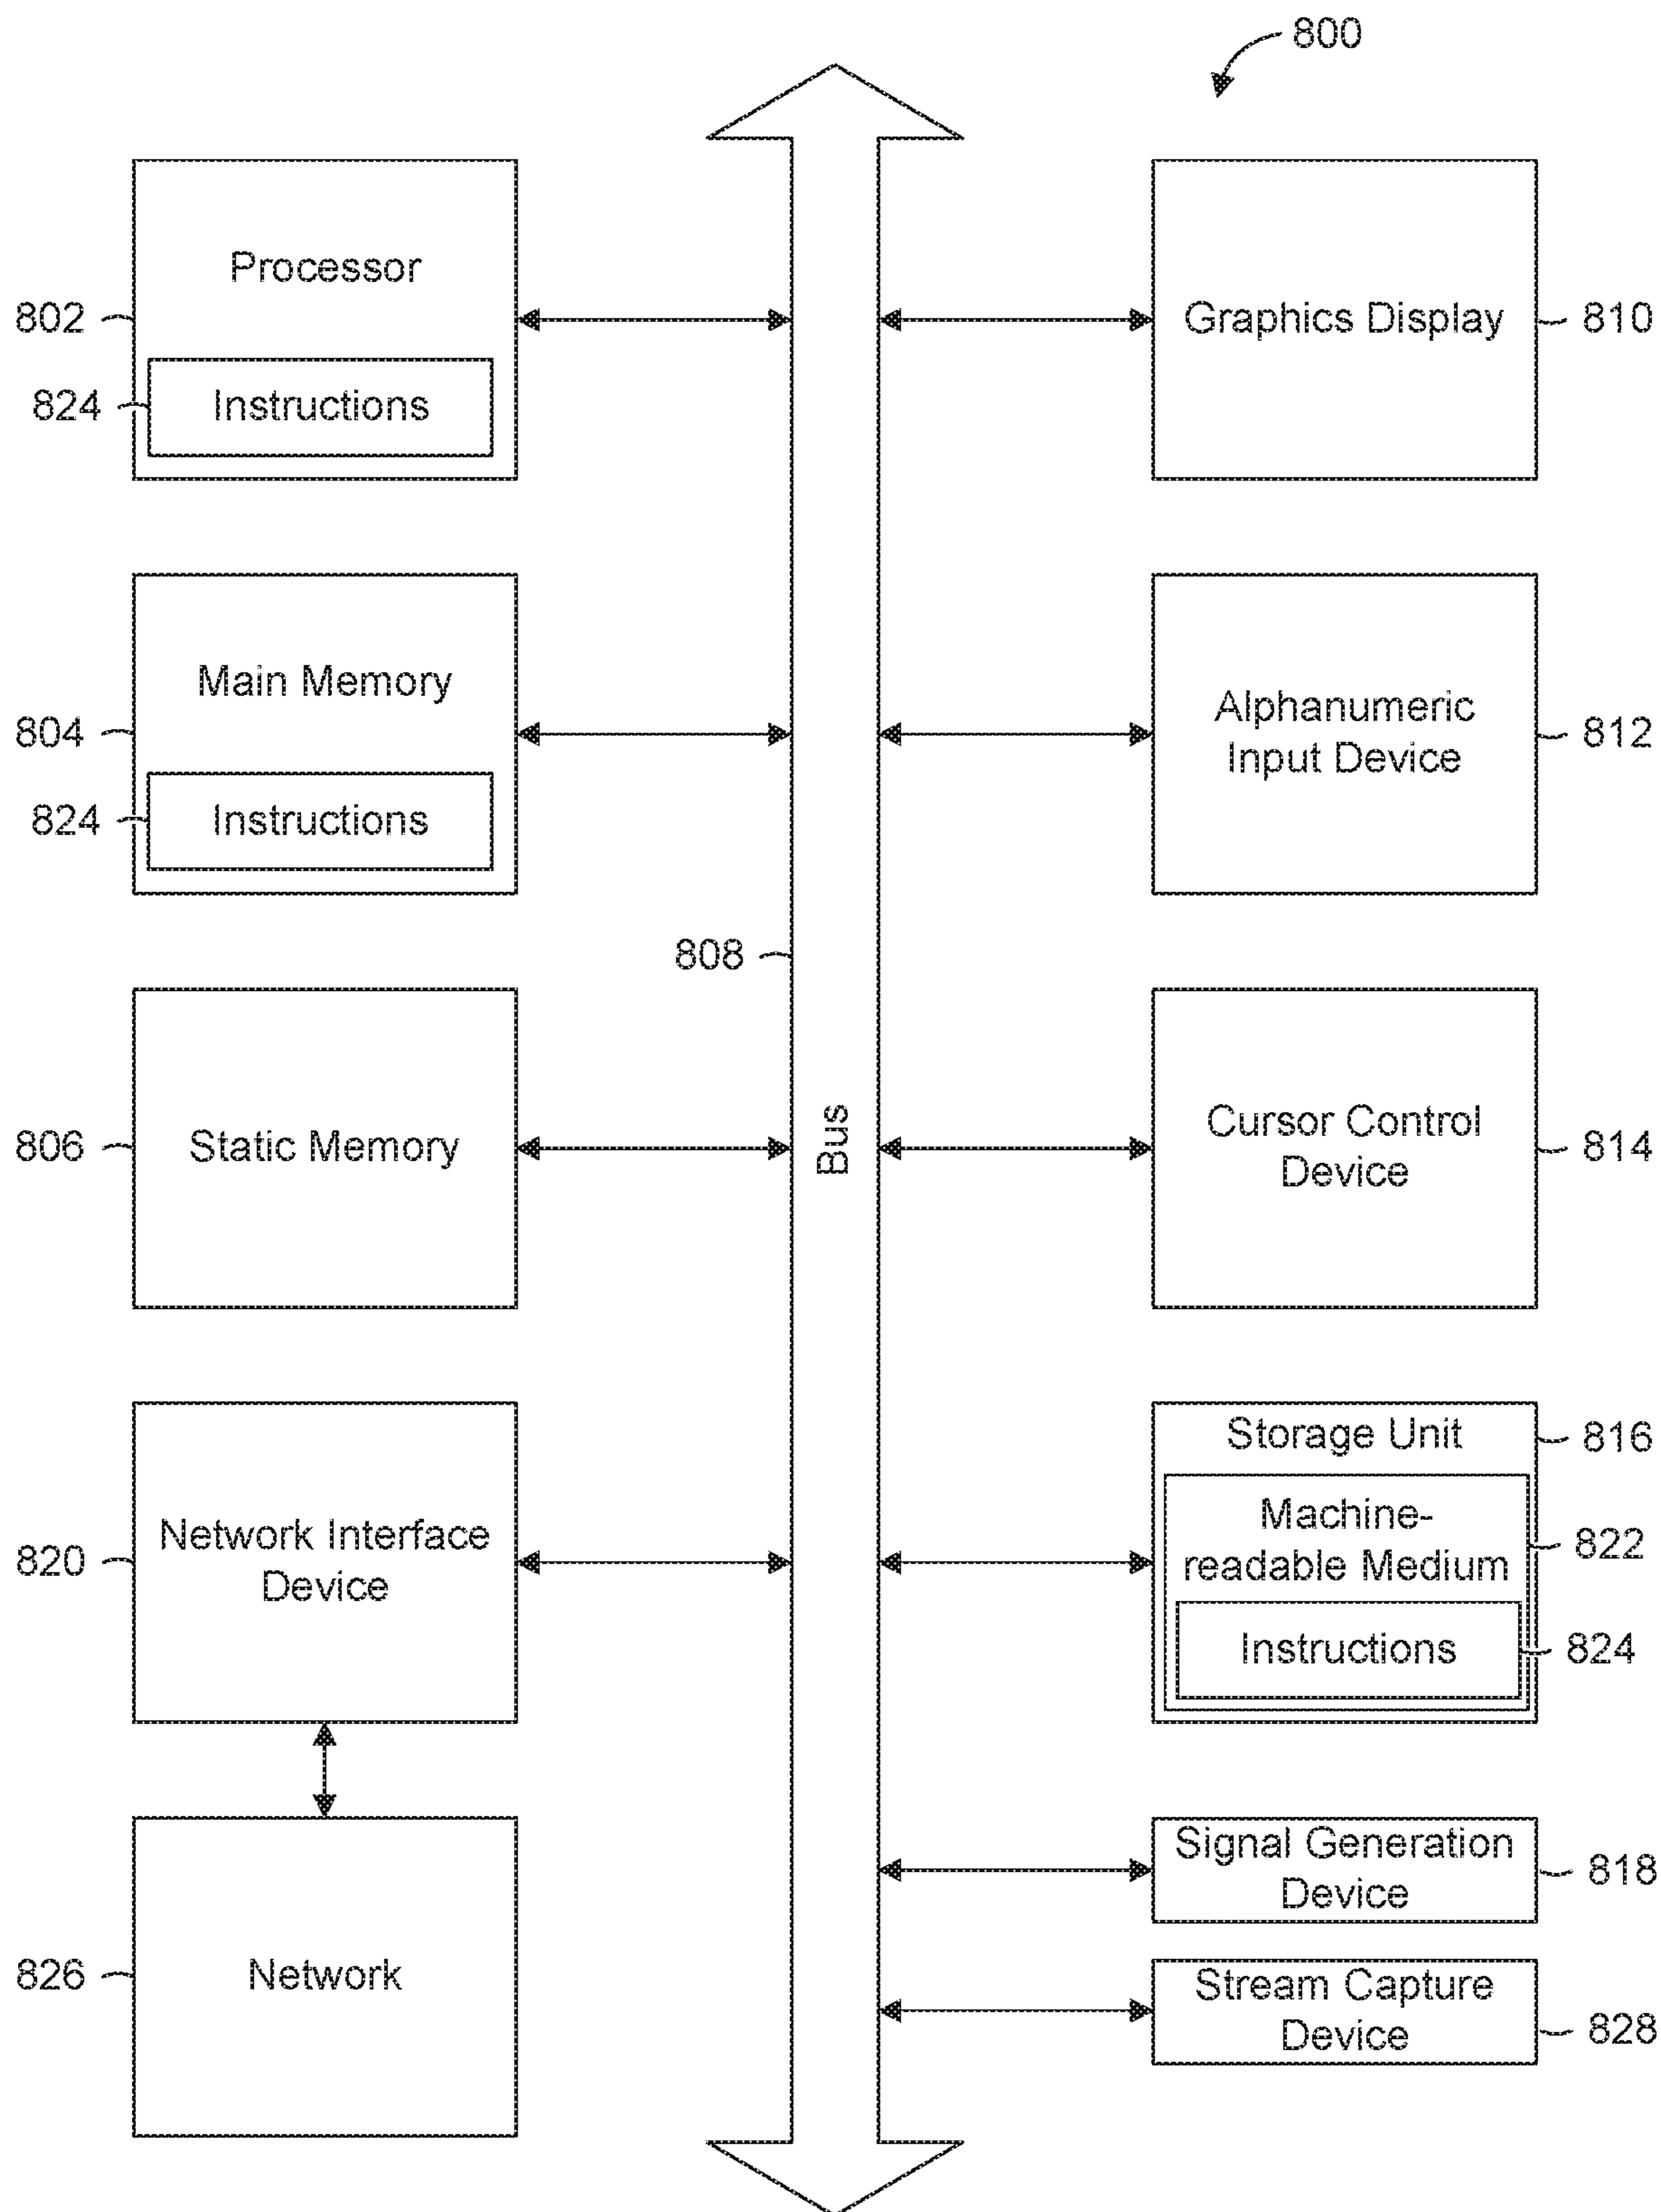 800
Processor
802
824
Instructions
Graphics Display
810
Main Memory
804
824
Instructions
Alphanumeric
Input Device
812
808
Bus
806
Static Memory
Cursor Control
Device
814
820
Network Interface
Device
Storage Unit
816
Machine-
readable Medium
822
Instructions
824
826
Network
Signal Generation
Device
818
Stream Capture
Device
828